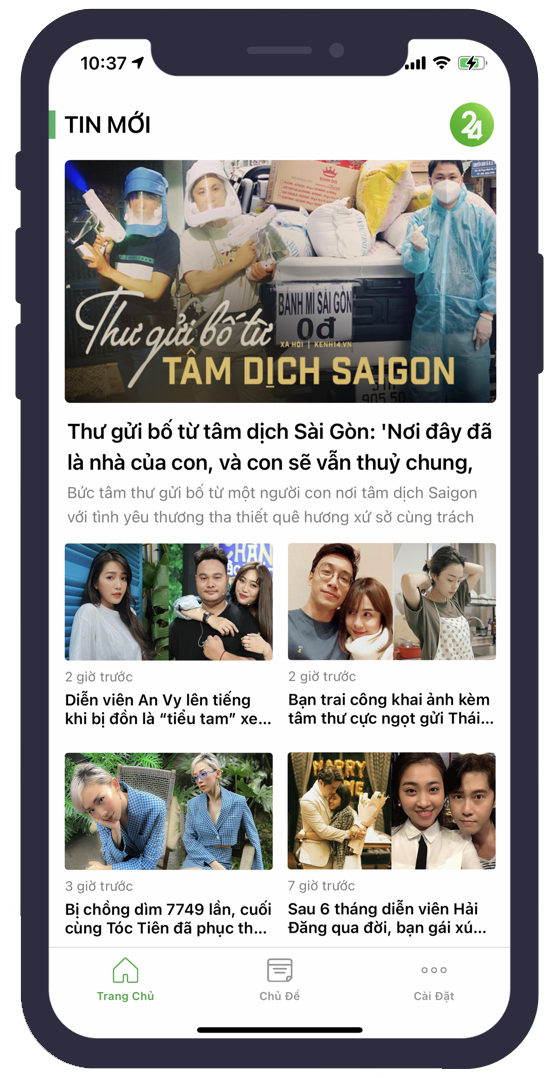 10:37
TIN MỚI
24
BÁNH MÌ SÀI GÒN
0đ
Thư gửi bố từ
XÃ HỘI | KENH14.VN
TÂM DỊCH SAIGON
Thư gửi bố từ tâm dịch Sài Gòn: 'Nơi đây đã
là nhà của con, và con sẽ vẫn thuỷ chung,
Bức tâm thư gửi bố từ một người con nơi tâm dịch Saigon
với tình yêu thương tha thiết quê hương xứ sở cùng trách
2 giờ trước
Diễn viên An Vy lên tiếng
khi bị đồn là “tiểu tam” xe...
2 giờ trước
Bạn trai công khai ảnh kèm
tâm thư cực ngọt gửi Thái...
3 giờ trước
Bị chồng dìm 7749 lần, cuối
cùng Tóc Tiên đã phục th...
7 giờ trước
Sau 6 tháng diễn viên Hải
Đăng qua đời, bạn gái xú...
Trang Chủ
Chủ Đề
Cài Đặt